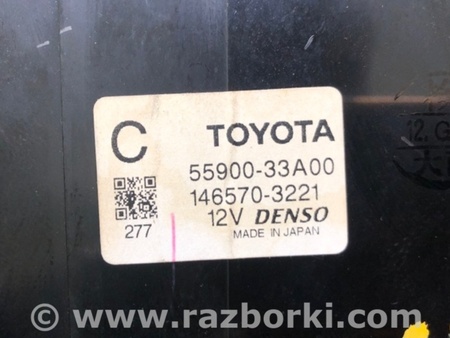 C TOYOTA
55900-33A00
146570-3221
277 12V DENSO
MADE IN JAPAN
© www.razborki.com